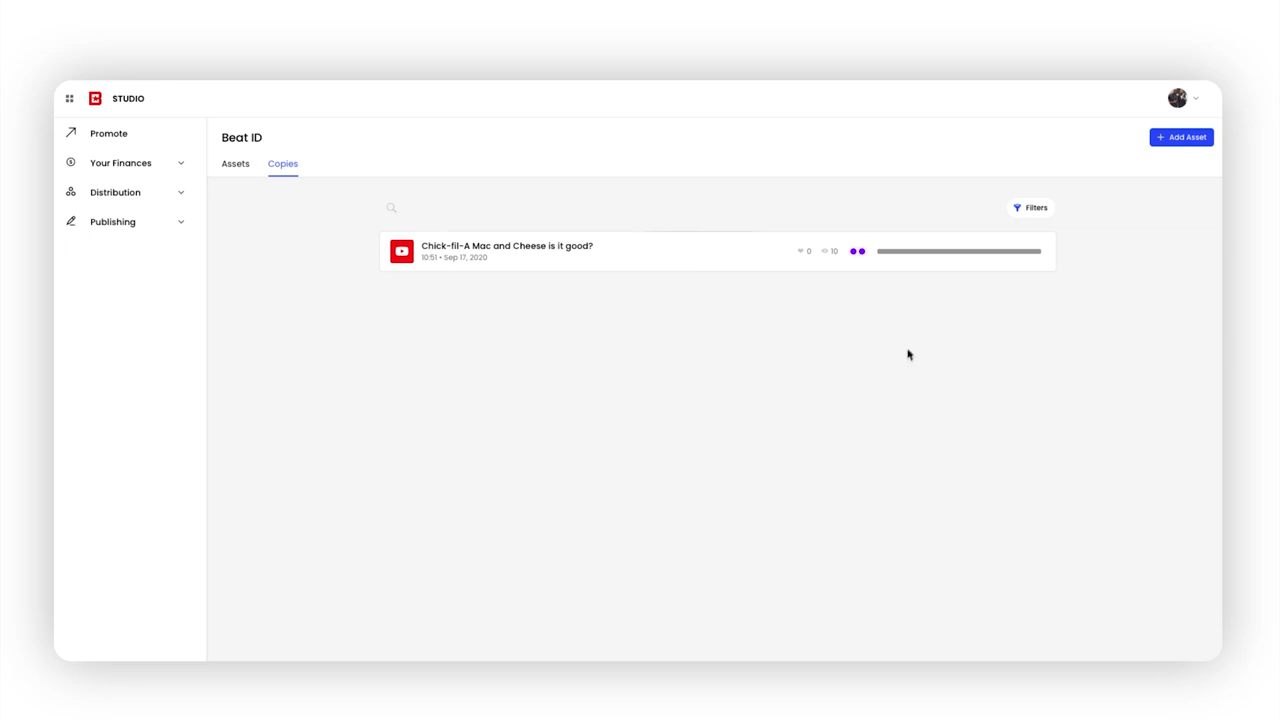 STUDIO
Promote
Your Finances
Distribution
Publishing
Beat ID
+ Add Asset
Assets
Copies
Filters
Chick-fil-A Mac and Cheese is it good?
10:51 • Sep 17, 2020
0
10